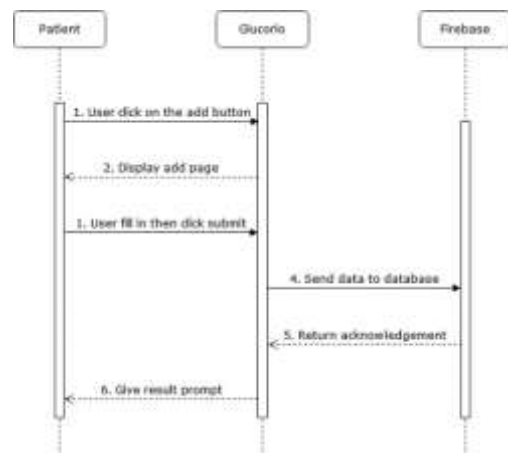 Patient
Glucorio
Firebase
1. User click on the add button
2. Display add page
1. User fill in then click submit
4. Send data to database
5. Return acknowledgement
6. Give result prompt